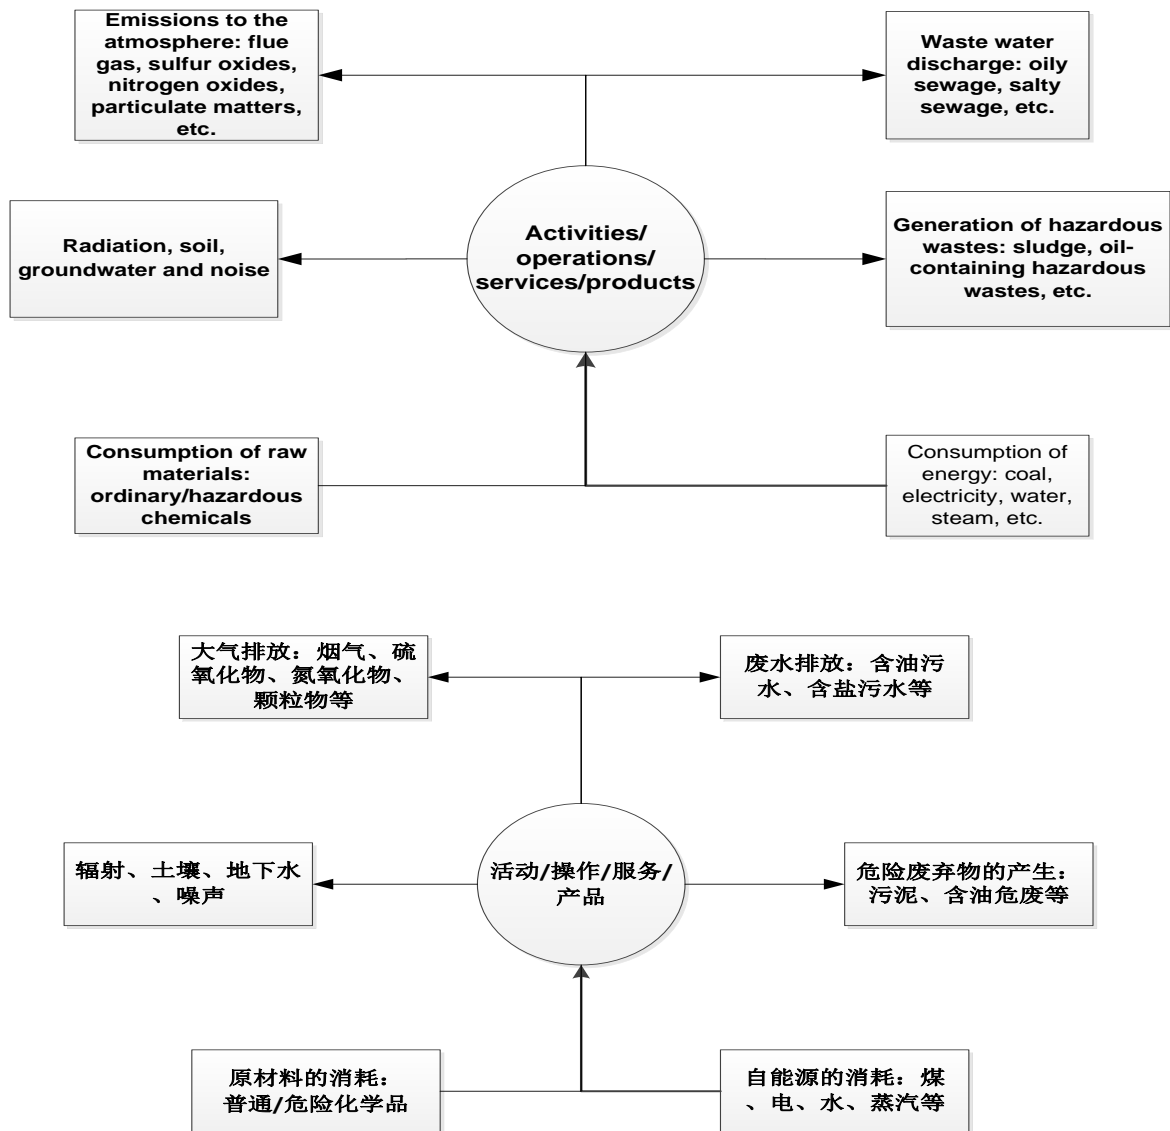 Emissions to the
atmosphere: flue
gas, sulfur oxides,
nitrogen oxides,
particulate matters,
etc.
Waste water
discharge: oily
sewage, salty
sewage, etc.
Radiation, soil,
groundwater and noise
Activities/
operations/
services/products
Generation of hazardous
wastes: sludge, oil-
containing hazardous
wastes, etc.
Consumption of raw
materials:
ordinary/hazardous
chemicals
Consumption of
energy: coal,
electricity, water,
steam, etc.
大气排放：烟气、硫
氧化物、氮氧化物、
颗粒物等
废水排放：含油污
水、含盐污水等
辐射、土壤、地下水
、噪声
活动/操作/服务/
产品
危险废弃物的产生：
污泥、含油危废等
原材料的消耗：
普通/危险化学品
自能源的消耗：煤
、电、水、蒸汽等